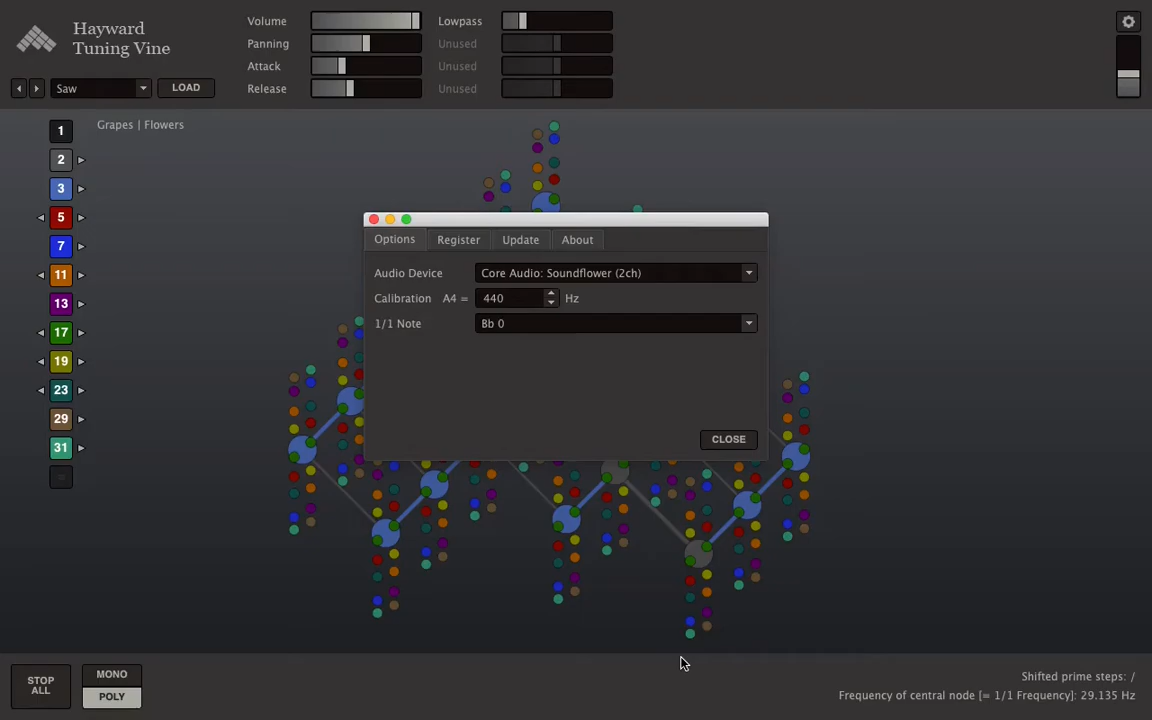 Hayward
Tuning Vine
Saw
LOAD
Volume
Panning
Attack
Release
Lowpass
Unused
Unused
Unused
Grapes | Flowers
1
2
3
5
7
11
13
17
19
23
29
31
Options
Register
Update
About
Audio Device
Core Audio: Soundflower (2ch)
Calibration A4 = 440 Hz
1/1 Note
Bb 0
CLOSE
STOP
ALL
MONO
POLY
Shifted prime steps: /
Frequency of central node [= 1/1 Frequency]: 29.135 Hz